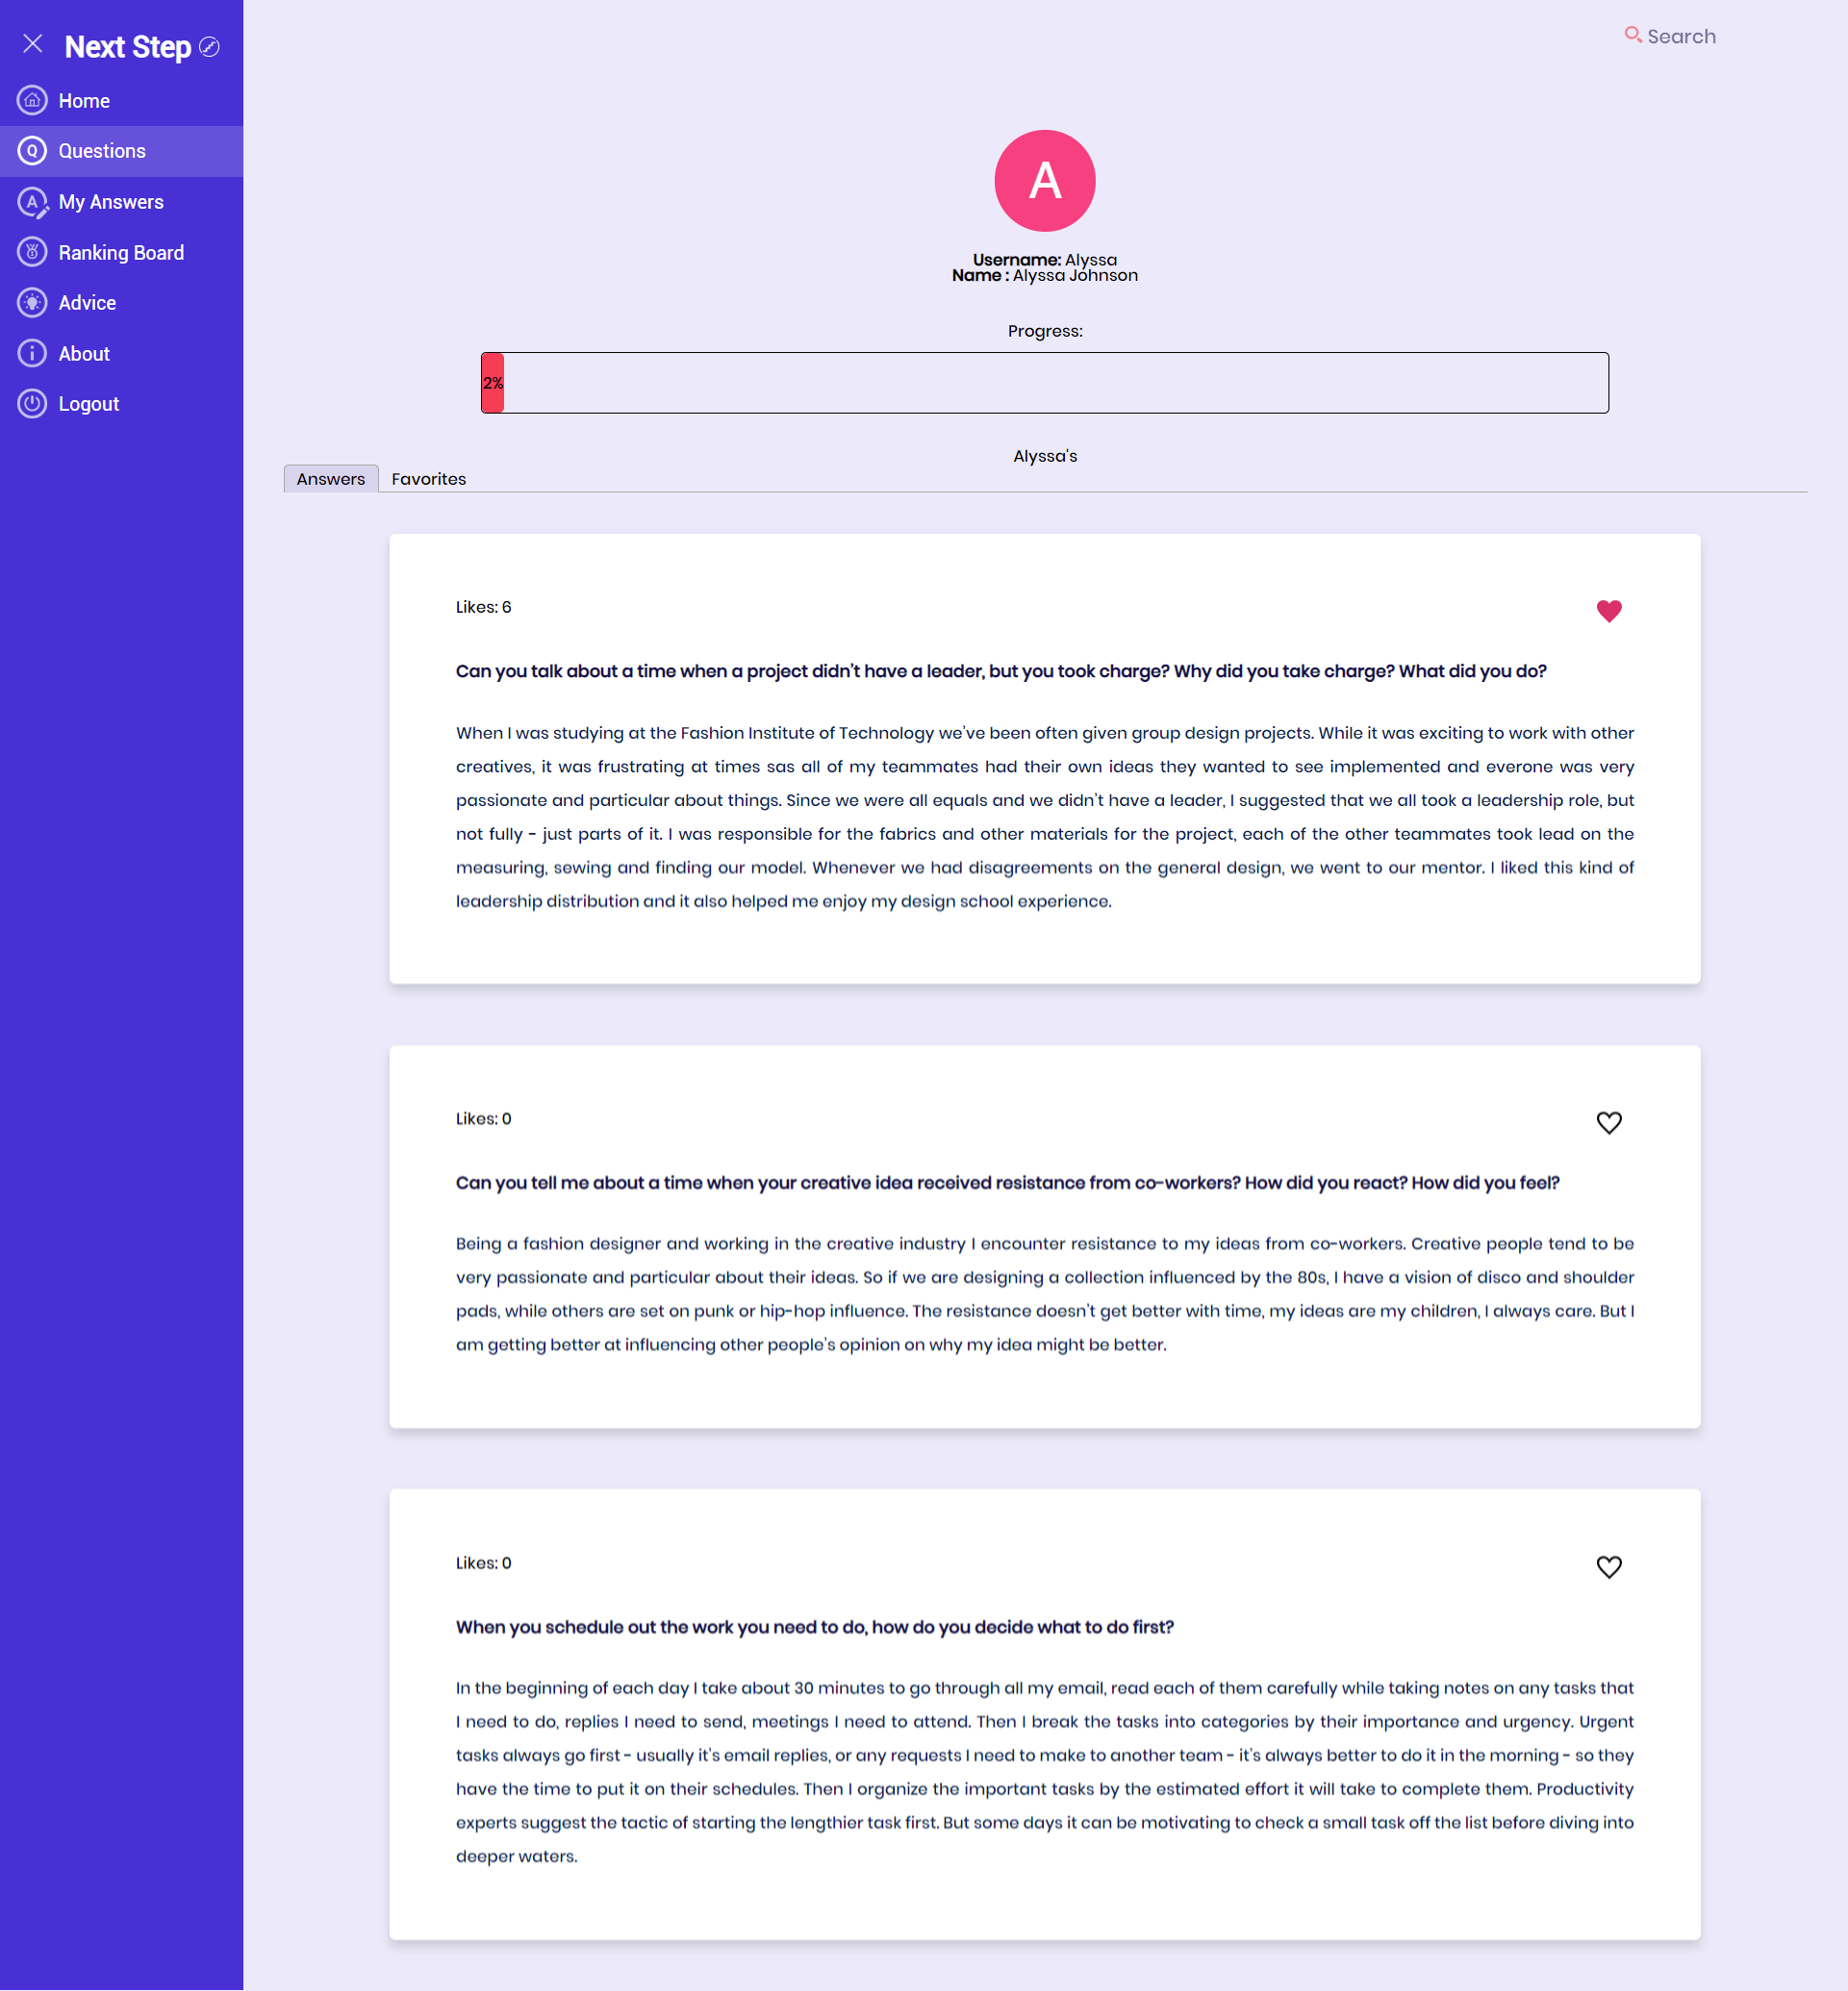 Next Step
Home
Q Questions
A My Answers
Ranking Board
Advice
About
Logout
Search
A
Username: Alyssa
Name : Alyssa Johnson
Progress:
2%
Alyssa's
Answers Favorites
Likes: 6
Can you talk about a time when a project didn't have a leader, but you took charge? Why did you take charge? What did you do?
When I was studying at the Fashion Institute of Technology we've been often given group design projects. While it was exciting to work with other
creatives, it was frustrating at times sas all of my teammates had their own ideas they wanted to see implemented and everone was very
passionate and particular about things. Since we were all equals and we didn't have a leader, I suggested that we all took a leadership role, but
not fully - just parts of it. I was responsible for the fabrics and other materials for the project, each of the other teammates took lead on the
measuring, sewing and finding our model. Whenever we had disagreements on the general design, we went to our mentor. I liked this kind of
leadership distribution and it also helped me enjoy my design school experience.
Likes: 0
Can you tell me about a time when your creative idea received resistance from co-workers? How did you react? How did you feel?
Being a fashion designer and working in the creative industry I encounter resistance to my ideas from co-workers. Creative people tend to be
very passionate and particular about their ideas. So if we are designing a collection influenced by the 80s, I have a vision of disco and shoulder
pads, while others are set on punk or hip-hop influence. The resistance doesn't get better with time, my ideas are my children, I always care. But I
am getting better at influencing other people's opinion on why my idea might be better.
Likes: 0
When you schedule out the work you need to do, how do you decide what to do first?
In the beginning of each day I take about 30 minutes to go through all my email, read each of them carefully while taking notes on any tasks that
I need to do, replies I need to send, meetings I need to attend. Then I break the tasks into categories by their importance and urgency. Urgent
tasks always go first - usually it's email replies, or any requests I need to make to another team - it's always better to do it in the morning - so they
have the time to put it on their schedules. Then I organize the important tasks by the estimated effort it will take to complete them. Productivity
experts suggest the tactic of starting the lengthier task first. But some days it can be motivating to check a small task off the list before diving into
deeper waters.